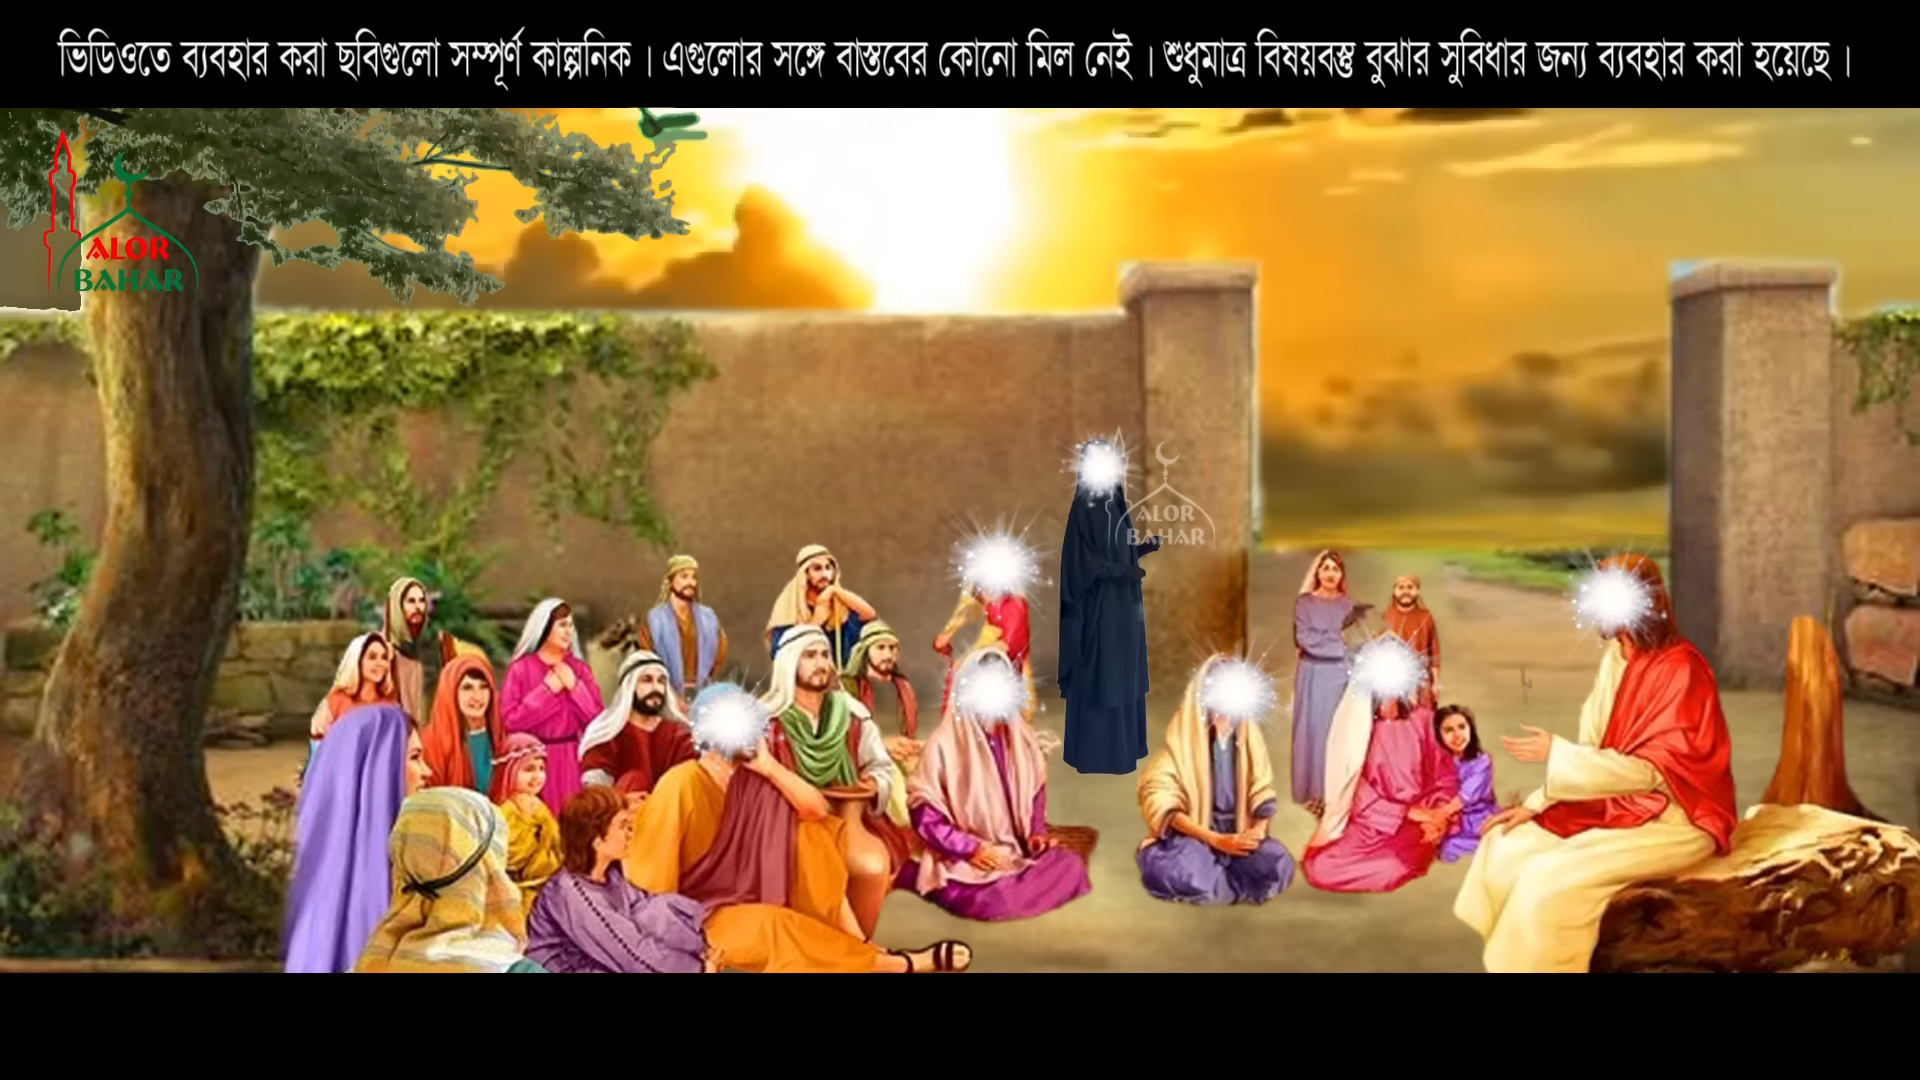 ভিডিওতে ব্যবহার করা ছবিগুলো সম্পূর্ণ কাল্পনিক । এগুলোর সঙ্গে বাস্তবের কোনো মিল নেই । শুধুমাত্র বিষয়বস্তু বুঝার সুবিধার জন্য ব্যবহার করা হয়েছে ।
ALOR
BAHAR
ALOR
BAHAR